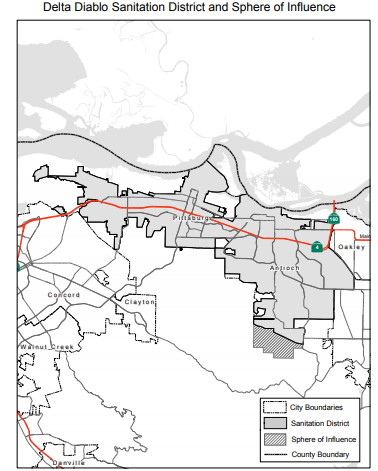 Delta Diablo Sanitation District and Sphere of Influence
Pittsburg
160
4
Main
Oakley
Antioch
Concord
Clayton
Walnut Creek
Danville
City Boundaries
Sanitation District
Sphere of Influence
County Boundary